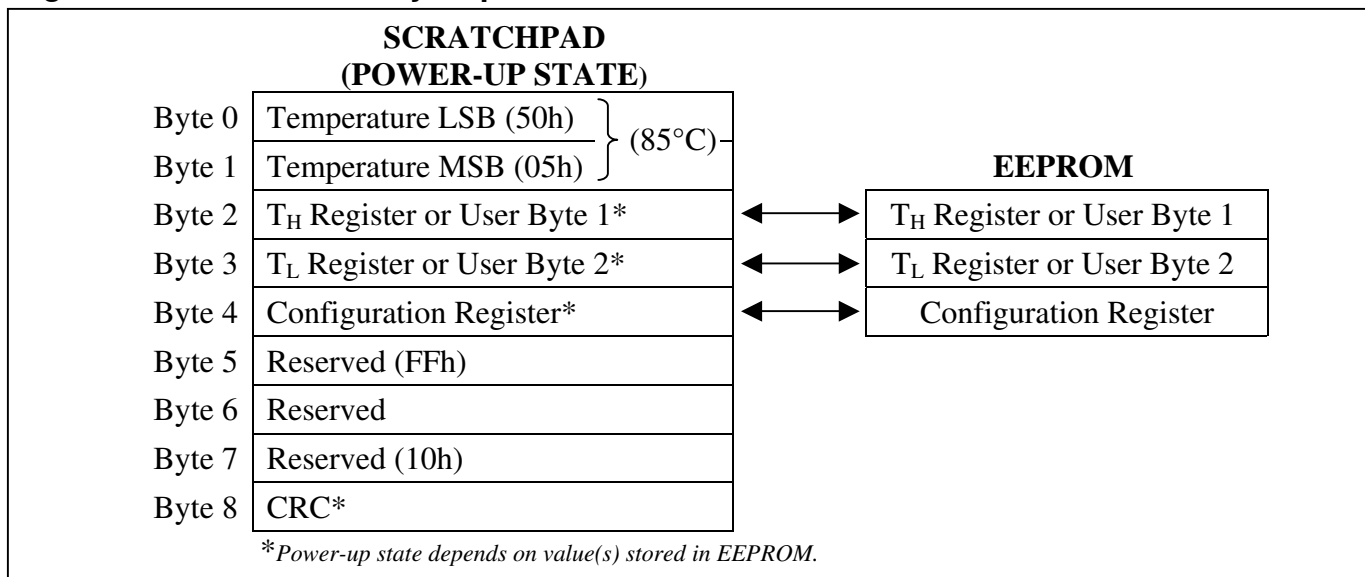 SCRATCHPAD
(POWER-UP STATE)
Byte 0 Temperature LSB (50h)
(85°C)
Byte 1 Temperature MSB (05h)
EEPROM
Byte 2 TH Register or User Byte 1* TH Register or User Byte 1
Byte 3 TL Register or User Byte 2* TL Register or User Byte 2
Byte 4 Configuration Register* Configuration Register
Byte 5 Reserved (FFh)
Byte 6 Reserved
Byte 7 Reserved (10h)
Byte 8 CRC*
*Power-up state depends on value(s) stored in EEPROM.